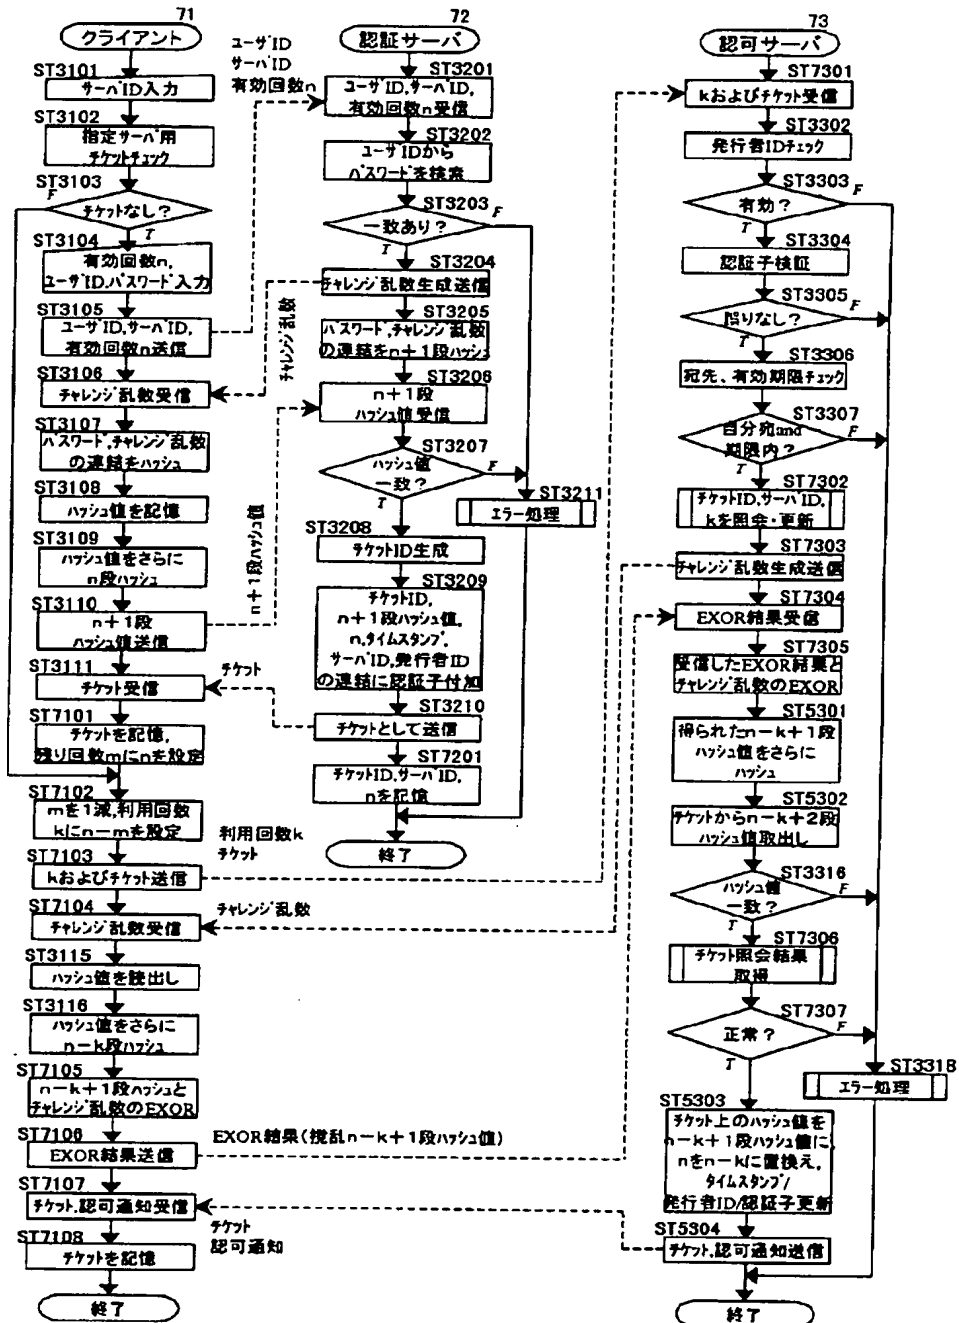 71
クライアント
ST3101
サーバID入力
ST3102
指定サーバ用
チケットチェック
ST3103
F
チケットなし？
T
ST3104
有効回数n,
ユーザID,パスワード入力
ST3105
ユーザID,サーバID,
有効回数n送信
ST3106
チャレンジ乱数受信
ST3107
パスワード,チャレンジ乱数
の連結をハッシュ
ST3108
ハッシュ値を記憶
ST3109
ハッシュ値をさらに
n段ハッシュ
ST3110
n＋1段
ハッシュ値送信
ST3111
チケット受信
ST7101
チケットを記憶,
残り回数mにnを設定
ST7102
mを1減,利用回数
kにn－mを設定
ST7103
kおよびチケット送信
ST7104
チャレンジ乱数受信
ST3115
ハッシュ値を読出し
ST3116
ハッシュ値をさらに
n－k段ハッシュ
ST7105
n－k＋1段ハッシュと
チャレンジ乱数のEXOR
ST7106
EXOR結果送信
ST7107
チケット,認可通知受信
ST7108
チケットを記憶
終了
ユーザID
サーバID
有効回数n
チャレンジ乱数
n＋1段ハッシュ値
チケット
利用回数k
チケット
チャレンジ乱数
EXOR結果(撹乱n－k＋1段ハッシュ値)
チケット
認可通知
72
認証サーバ
ST3201
ユーザID,サーバID,
有効回数n受信
ST3202
ユーザIDから
パスワードを検索
ST3203
一致あり？
F
T
ST3204
チャレンジ乱数生成送信
ST3205
パスワード,チャレンジ乱数
の連結をn＋1段ハッシュ
ST3206
n＋1段
ハッシュ値受信
ST3207
ハッシュ値
一致？
F
T
ST3211
エラー処理
ST3208
チケットID生成
ST3209
チケットID,
n＋1段ハッシュ値,
n,タイムスタンプ,
サーバID,発行者ID
の連結に認証子付加
ST3210
チケットとして送信
ST7201
チケットID,サーバID,
nを記憶
終了
73
認可サーバ
ST7301
kおよびチケット受信
ST3302
発行者IDチェック
ST3303
有効？
F
T
ST3304
認証子検証
ST3305
誤りなし？
F
T
ST3306
宛先、有効期限チェック
ST3307
自分宛and
期限内？
F
T
ST7302
チケットID,サーバID,
kを照会・更新
ST7303
チャレンジ乱数生成送信
ST7304
EXOR結果受信
ST7305
受信したEXOR結果と
チャレンジ乱数のEXOR
ST5301
得られたn－k＋1段
ハッシュ値をさらに
ハッシュ
ST5302
チケットからn－k＋2段
ハッシュ値取出し
ST3316
ハッシュ値
一致？
F
T
ST7306
チケット照会結果
取得
ST7307
正常？
F
T
ST3318
エラー処理
ST5303
チケット上のハッシュ値を
n－k＋1段ハッシュ値に,
nをn－kに置換え,
タイムスタンプ/
発行者ID/認証子更新
ST5304
チケット,認可通知送信
終了